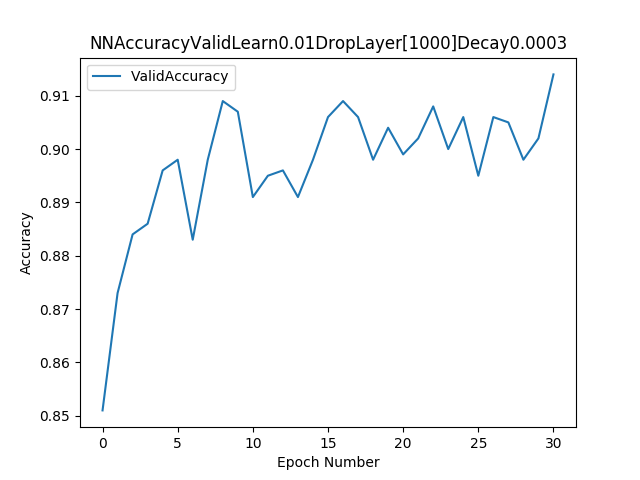 NNAccuracyValidLearn0.01DropLayer[1000]Decay0.0003
ValidAccuracy
0.91
0.90
0.89
0.88
0.87
0.86
0.85
Accuracy
0 5 10 15 20 25 30
Epoch Number